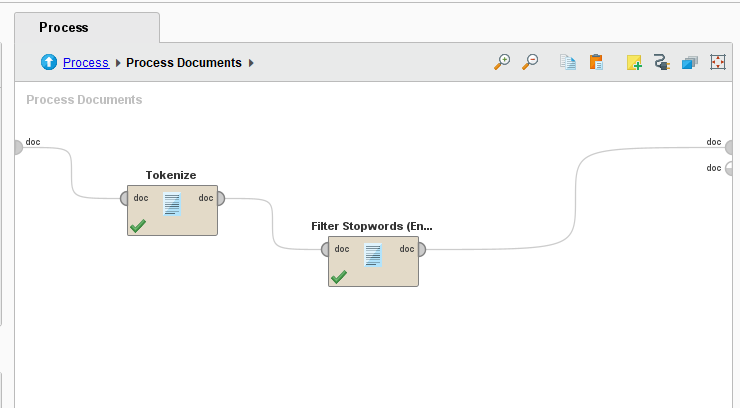 Process
Process Process Documents
Process Documents
doc
doc
doc
Tokenize
doc doc
Filter Stopwords (En...
doc doc